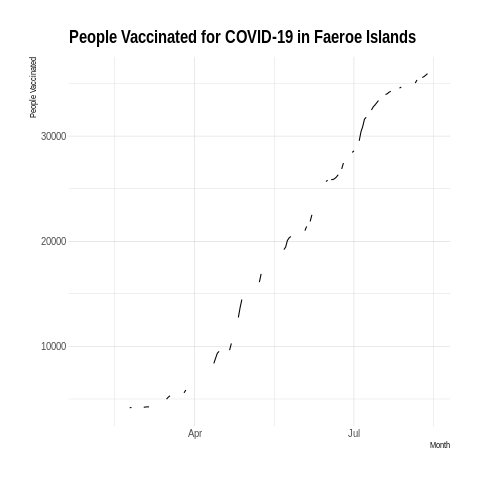 People Vaccinated for COVID-19 in Faeroe Islands
People Vaccinated
30000
20000
10000
Apr
Jul
Month